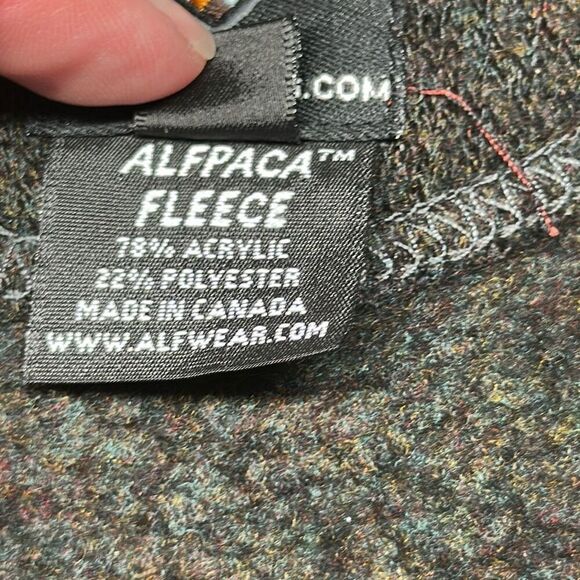 .COM
ALFPACA™
FLEECE
78% ACRYLIC
22% POLYESTER
MADE IN CANADA
WWW.ALFWEAR.COM